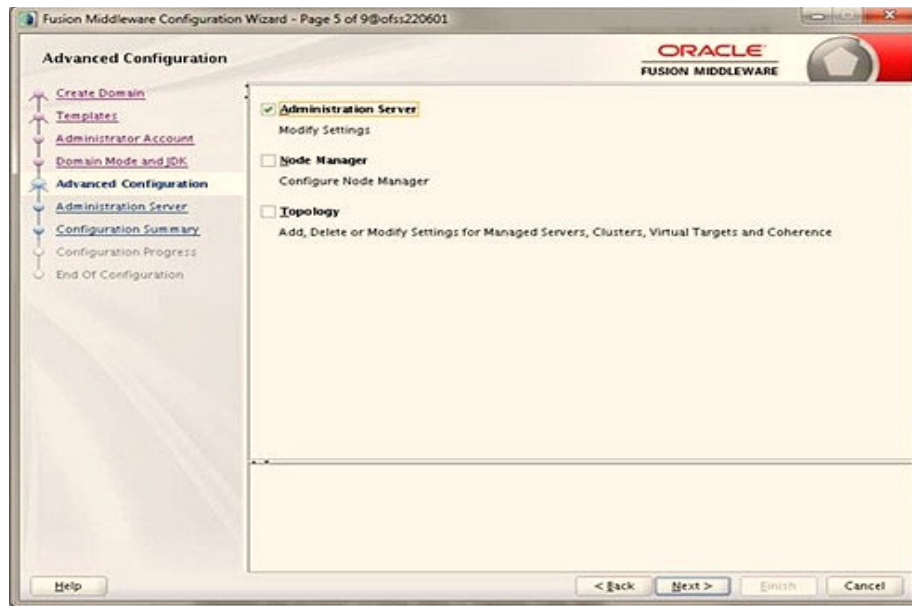 Fusion Middleware Configuration Wizard - Page 5 of 9@ofss220601
Advanced Configuration
ORACLE
FUSION MIDDLEWARE
Create Domain
Templates
Administrator Account
Domain Mode and JDK
Advanced Configuration
Administration Server
Configuration Summary
Configuration Progress
End Of Configuration
Administration Server
Modify Settings
Node Manager
Configure Node Manager
Topology
Add, Delete or Modify Settings for Managed Servers, Clusters, Virtual Targets and Coherence
Help
< Back
Next >
Finish
Cancel